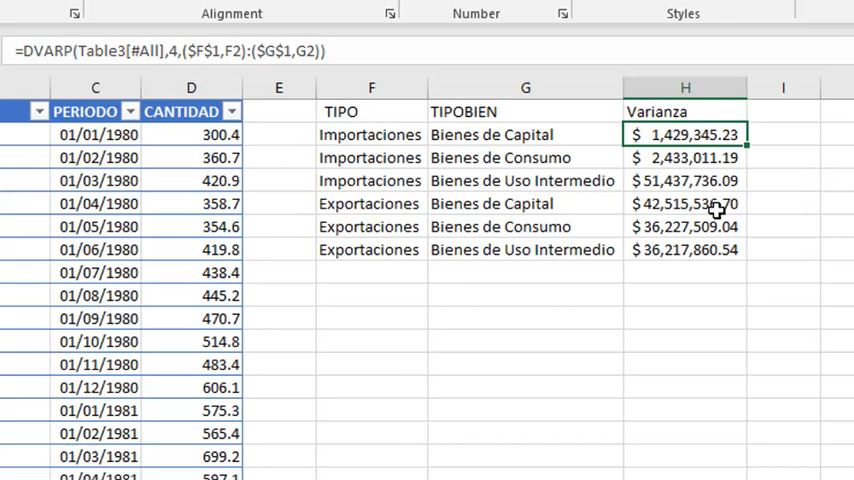 Alignment Number Styles
=DVARP(Table3[#All],4,($F$1,F2):($G$1,G2))
C D E F G H I
PERIODO CANTIDAD TIPO TIPOBIEN Varianza
01/01/1980 300.4 Importaciones Bienes de Capital $ 1,429,345.23
01/02/1980 360.7 Importaciones Bienes de Consumo $ 2,433,011.19
01/03/1980 420.9 Importaciones Bienes de Uso Intermedio $ 51,437,736.09
01/04/1980 358.7 Exportaciones Bienes de Capital
01/05/1980 354.6 Exportaciones Bienes de Consumo $ 36,227,509.04
01/06/1980 419.8 Exportaciones Bienes de Uso Intermedio $ 36,217,860.54
01/07/1980 438.4
01/08/1980 445.2
01/09/1980 470.7
01/10/1980 514.8
01/11/1980 483.4
01/12/1980 606.1
01/01/1981 575.3
01/02/1981 565.4
01/03/1981 699.2
01/04/1981 597.1